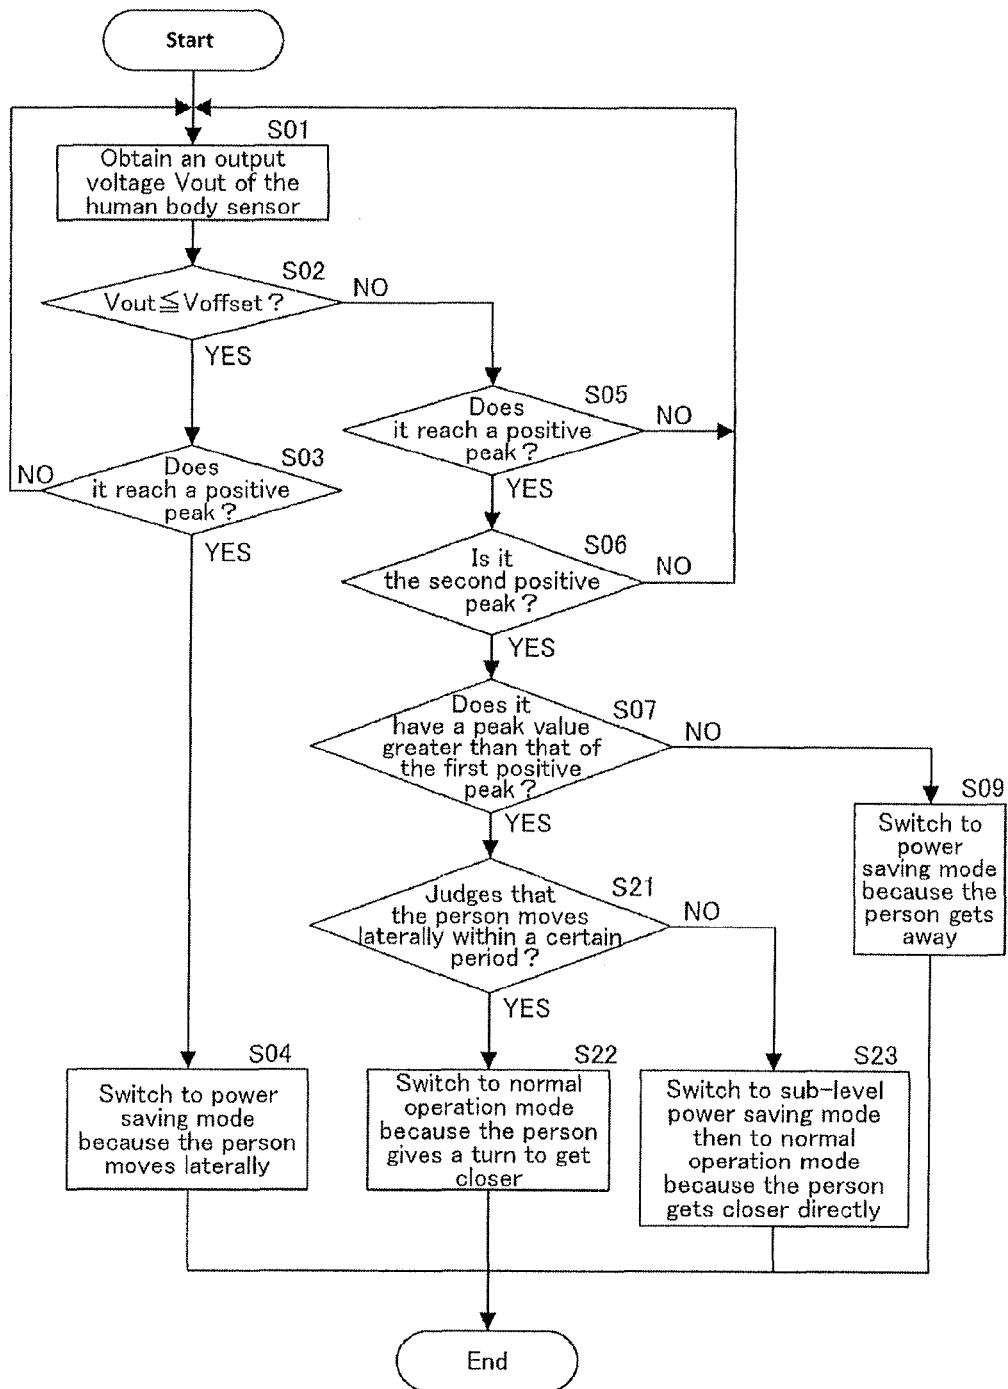 Start
S01
Obtain an output
voltage Vout of the
human body sensor
S02
Vout≦Voffset?
NO
YES
S05
Does
it reach a positive
peak?
NO
YES
S03
Does
it reach a positive
peak?
NO
YES
S06
Is it
the second positive
peak?
NO
YES
S07
Does it
have a peak value
greater than that of
the first positive
peak?
NO
YES
S09
Switch to
power
saving mode
because the
person gets
away
S21
Judges that
the person moves
laterally within a certain
period?
NO
YES
S04
Switch to power
saving mode
because the person
moves laterally
S22
Switch to normal
operation mode
because the person
gives a turn to get
closer
S23
Switch to sub-level
power saving mode
then to normal
operation mode
because the person
gets closer directly
End